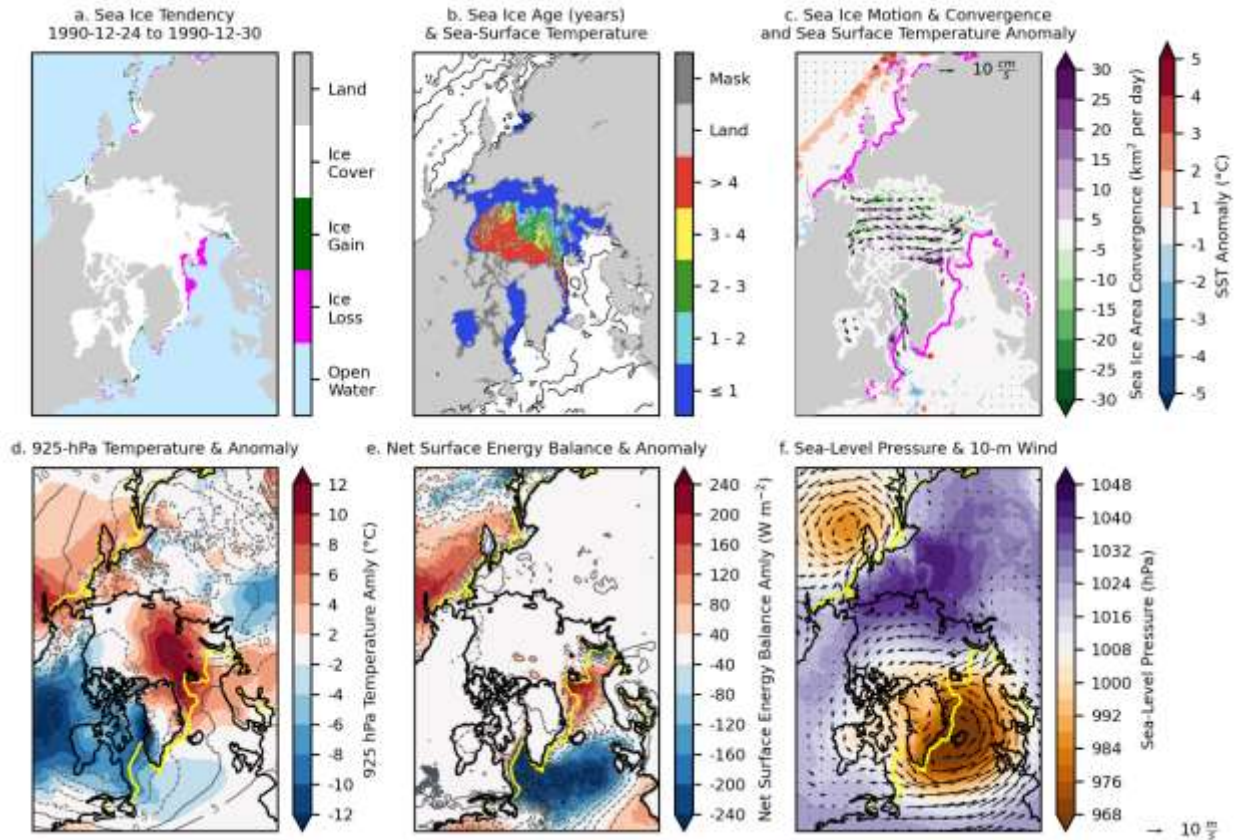 a. Sea Ice Tendency
1990-12-24 to 1990-12-30
Land
Ice
Cover
Ice
Gain
Ice
Loss
Open
Water
b. Sea Ice Age (years)
& Sea-Surface Temperature
Mask
Land
> 4
3 - 4
2 - 3
1 - 2
≤ 1
c. Sea Ice Motion & Convergence
and Sea Surface Temperature Anomaly
10 cm/s
30
25
20
15
10
5
-5
-10
-15
-20
-25
-30
Sea Ice Area Convergence (km² per day)
5
4
3
2
1
-1
-2
-3
-4
-5
SST Anomaly (°C)
d. 925-hPa Temperature & Anomaly
12
10
8
6
4
2
-2
-4
-6
-8
-10
-12
925 hPa Temperature Amly (°C)
e. Net Surface Energy Balance & Anomaly
240
200
160
120
80
40
-40
-80
-120
-160
-200
-240
Net Surface Energy Balance Amly (W m⁻²)
f. Sea-Level Pressure & 10-m Wind
1048
1040
1032
1024
1016
1008
1000
992
984
976
968
Sea-Level Pressure (hPa)
10